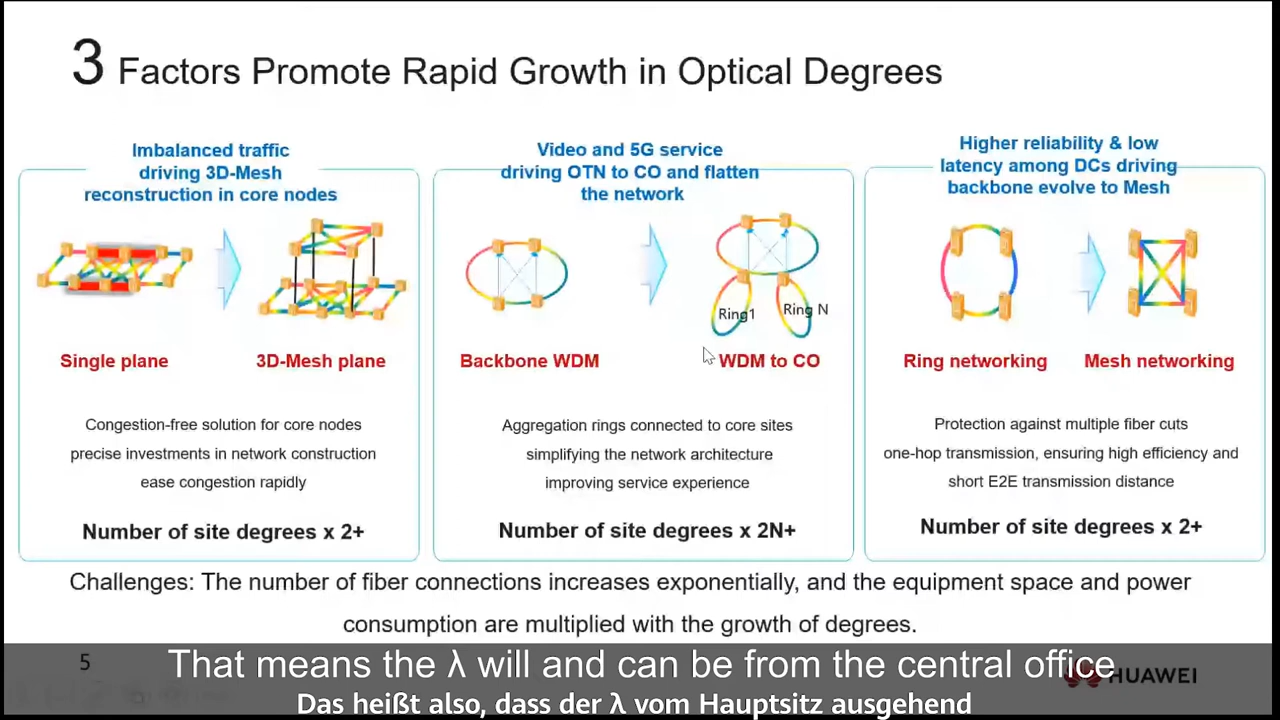 3 Factors Promote Rapid Growth in Optical Degrees
Imbalanced traffic
driving 3D-Mesh
reconstruction in core nodes
Single plane
3D-Mesh plane
Congestion-free solution for core nodes
precise investments in network construction
ease congestion rapidly
Number of site degrees x 2+
Video and 5G service
driving OTN to CO and flatten
the network
Ring1
Ring N
Backbone WDM
WDM to CO
Aggregation rings connected to core sites
simplifying the network architecture
improving service experience
Number of site degrees x 2N+
Higher reliability & low
latency among DCs driving
backbone evolve to Mesh
Ring networking
Mesh networking
Protection against multiple fiber cuts
one-hop transmission, ensuring high efficiency and
short E2E transmission distance
Number of site degrees x 2+
Challenges: The number of fiber connections increases exponentially, and the equipment space and power
consumption are multiplied with the growth of degrees.
5
HUAWEI
That means the λ will and can be from the central office
Das heißt also, dass der λ vom Hauptsitz ausgehend